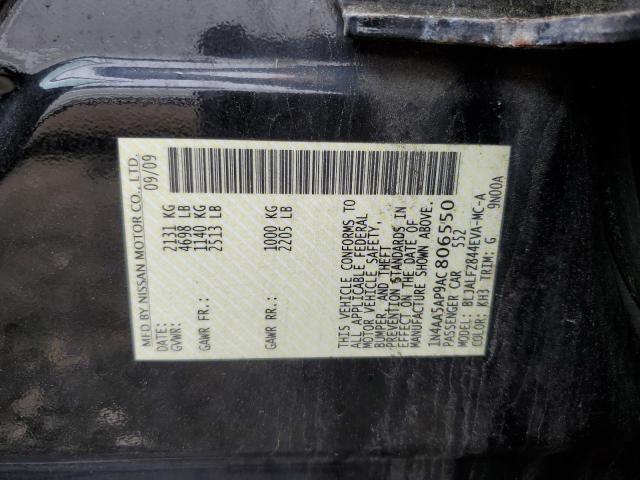 MFD BY NISSAN MOTOR CO., LTD.
DATE: 09/09
GVWR: 2131 KG
4698 LB
GAWR FR.: 1140 KG
2513 LB
GAWR RR.: 1000 KG
2205 LB
THIS VEHICLE CONFORMS TO
ALL APPLICABLE FEDERAL
MOTOR VEHICLE SAFETY,
BUMPER, AND THEFT
PREVENTION STANDARDS IN
EFFECT ON THE DATE OF
MANUFACTURE SHOWN ABOVE.
1N4AA5AP9AC806550
PASSENGER CAR 552
MODEL: BLJALFZ844EVA-MC-A
COLOR: KH3 TRIM: G 9N00A